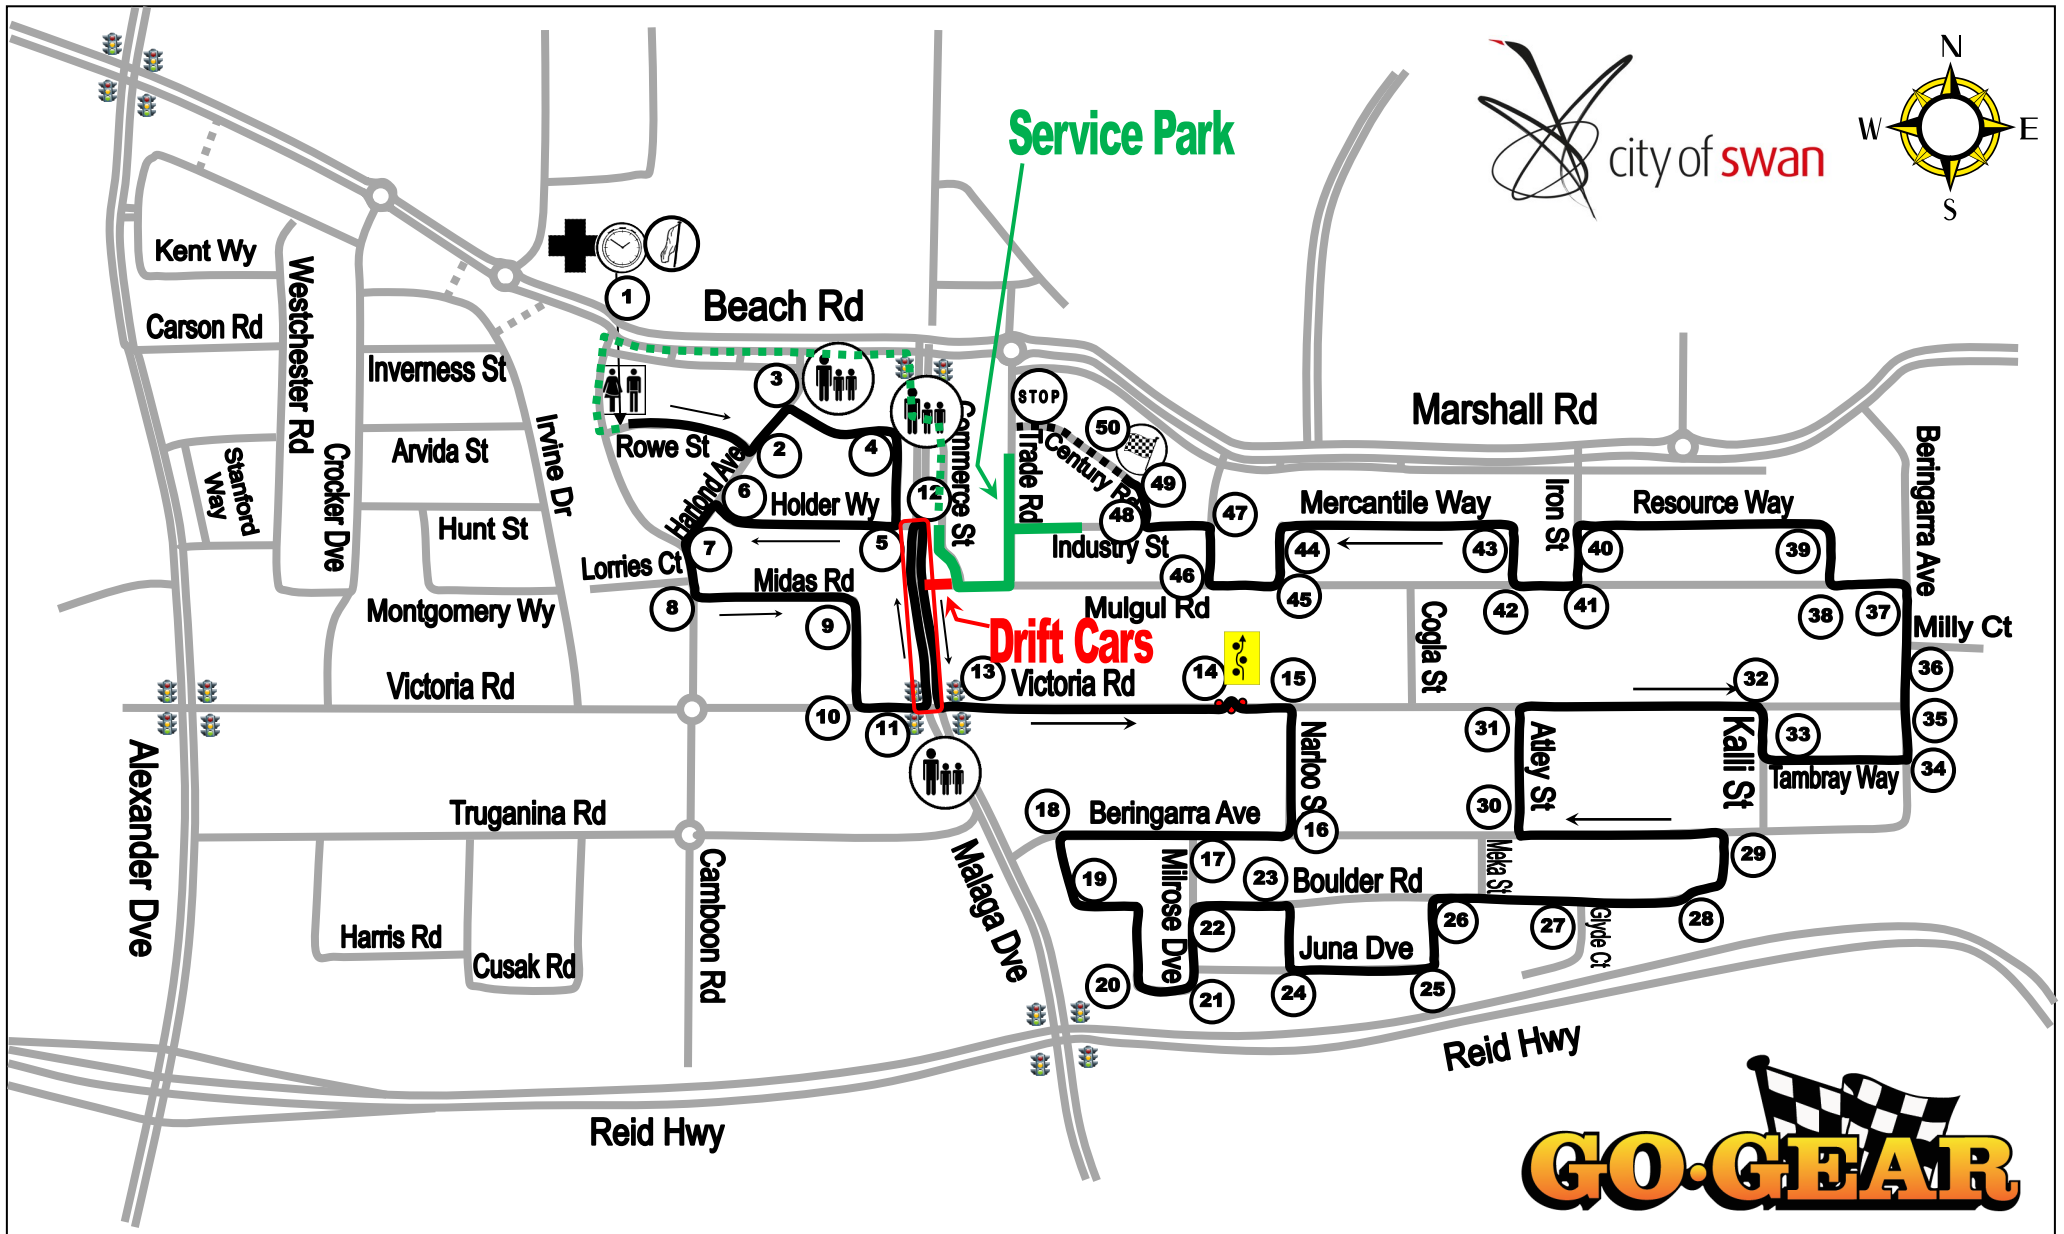 N
W
E
S
city of swan
Service Park
Kent Wy
1
Beach Rd
Carson Rd
Westchester Rd
Inverness St
3
STOP
Marshall Rd
Irvine Dr
Rowe St
Arvida St
Crocker Dve
Stanford
Way
Harlond Ave
2
4
Commerce St
Trade Rd
Century Rd
50
49
Beringarra Ave
6
Holder Wy
12
48
47
Mercantile Way
Iron St
Resource Way
Hunt St
7
5
Industry St
44
43
40
39
Lorries Ct
Midas Rd
46
Mulgul Rd
45
42
41
38
37
Montgomery Wy
8
9
Drift Cars
Cogla St
Milly Ct
Victoria Rd
13
Victoria Rd
14
15
32
36
10
11
Narloo St
31
Atley St
Kalli St
33
35
Tambray Way
34
Alexander Dve
Truganina Rd
18
Beringarra Ave
16
30
Camboon Rd
Malaga Dve
19
Milrose Dve
17
23
Boulder Rd
Meka St
29
Harris Rd
Cusak Rd
22
Juna Dve
26
27
Glyde Ct
28
20
21
24
25
Reid Hwy
Reid Hwy
GO·GEAR